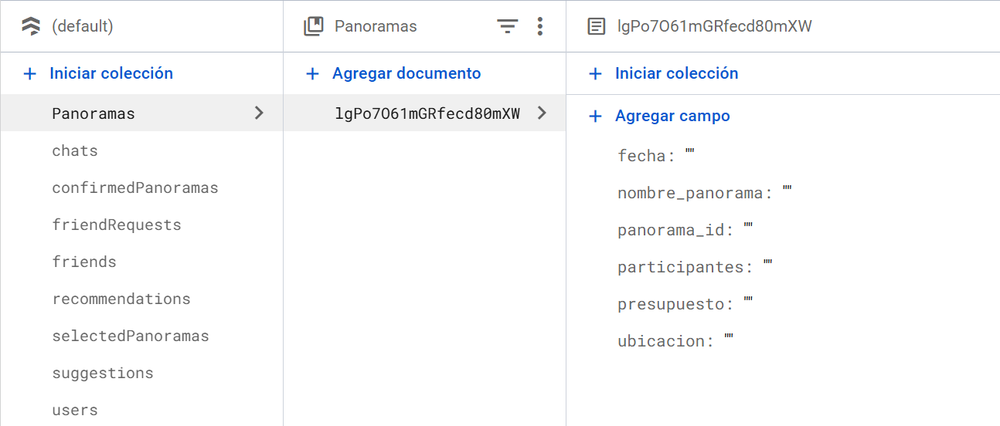 (default)
Iniciar colección
Panoramas
chats
confirmedPanoramas
friendRequests
friends
recommendations
selectedPanoramas
suggestions
users
Panoramas
Agregar documento
lgPo7O61mGRfecd80mXW
lgPo7O61mGRfecd80mXW
Iniciar colección
Agregar campo
fecha: ""
nombre_panorama: ""
panorama_id: ""
participantes: ""
presupuesto: ""
ubicacion: ""